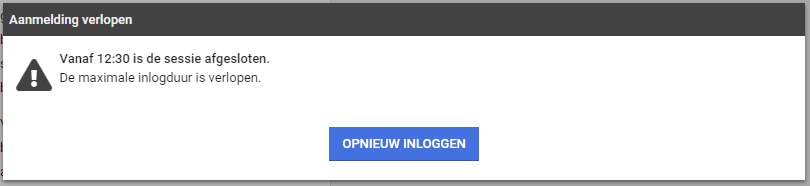 Aanmelding verlopen
Vanaf 12:30 is de sessie afgesloten.
De maximale inlogduur is verlopen.
OPNIEUW INLOGGEN